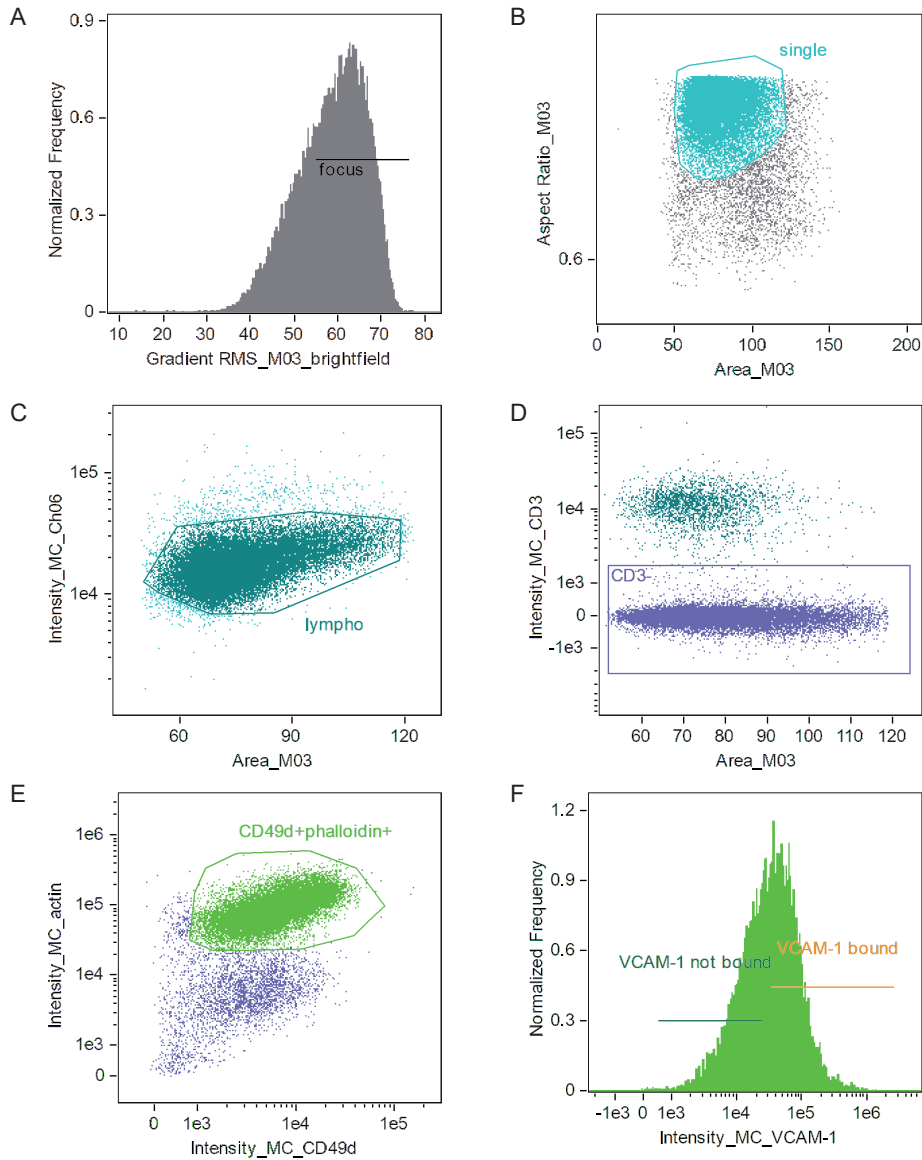 A
0.9
0.6
0.3
0
Normalized Frequency
focus
10 20 30 40 50 60 70 80
Gradient RMS_M03_brightfield
B
single
Aspect Ratio_M03
0.6
0 50 100 150 200
Area_M03
C
1e5
1e4
Intensity_MC_Ch06
lympho
60 90 120
Area_M03
D
1e5
1e4
1e3
0
-1e3
Intensity_MC_CD3
CD3-
60 70 80 90 100 110 120
Area_M03
E
CD49d+phalloidin+
1e6
1e5
1e4
1e3
0
Intensity_MC_actin
0 1e3 1e4 1e5
Intensity_MC_CD49d
F
1.2
0.9
0.6
0.3
0
Normalized Frequency
VCAM-1 not bound
VCAM-1 bound
-1e3 0 1e3 1e4 1e5 1e6
Intensity_MC_VCAM-1